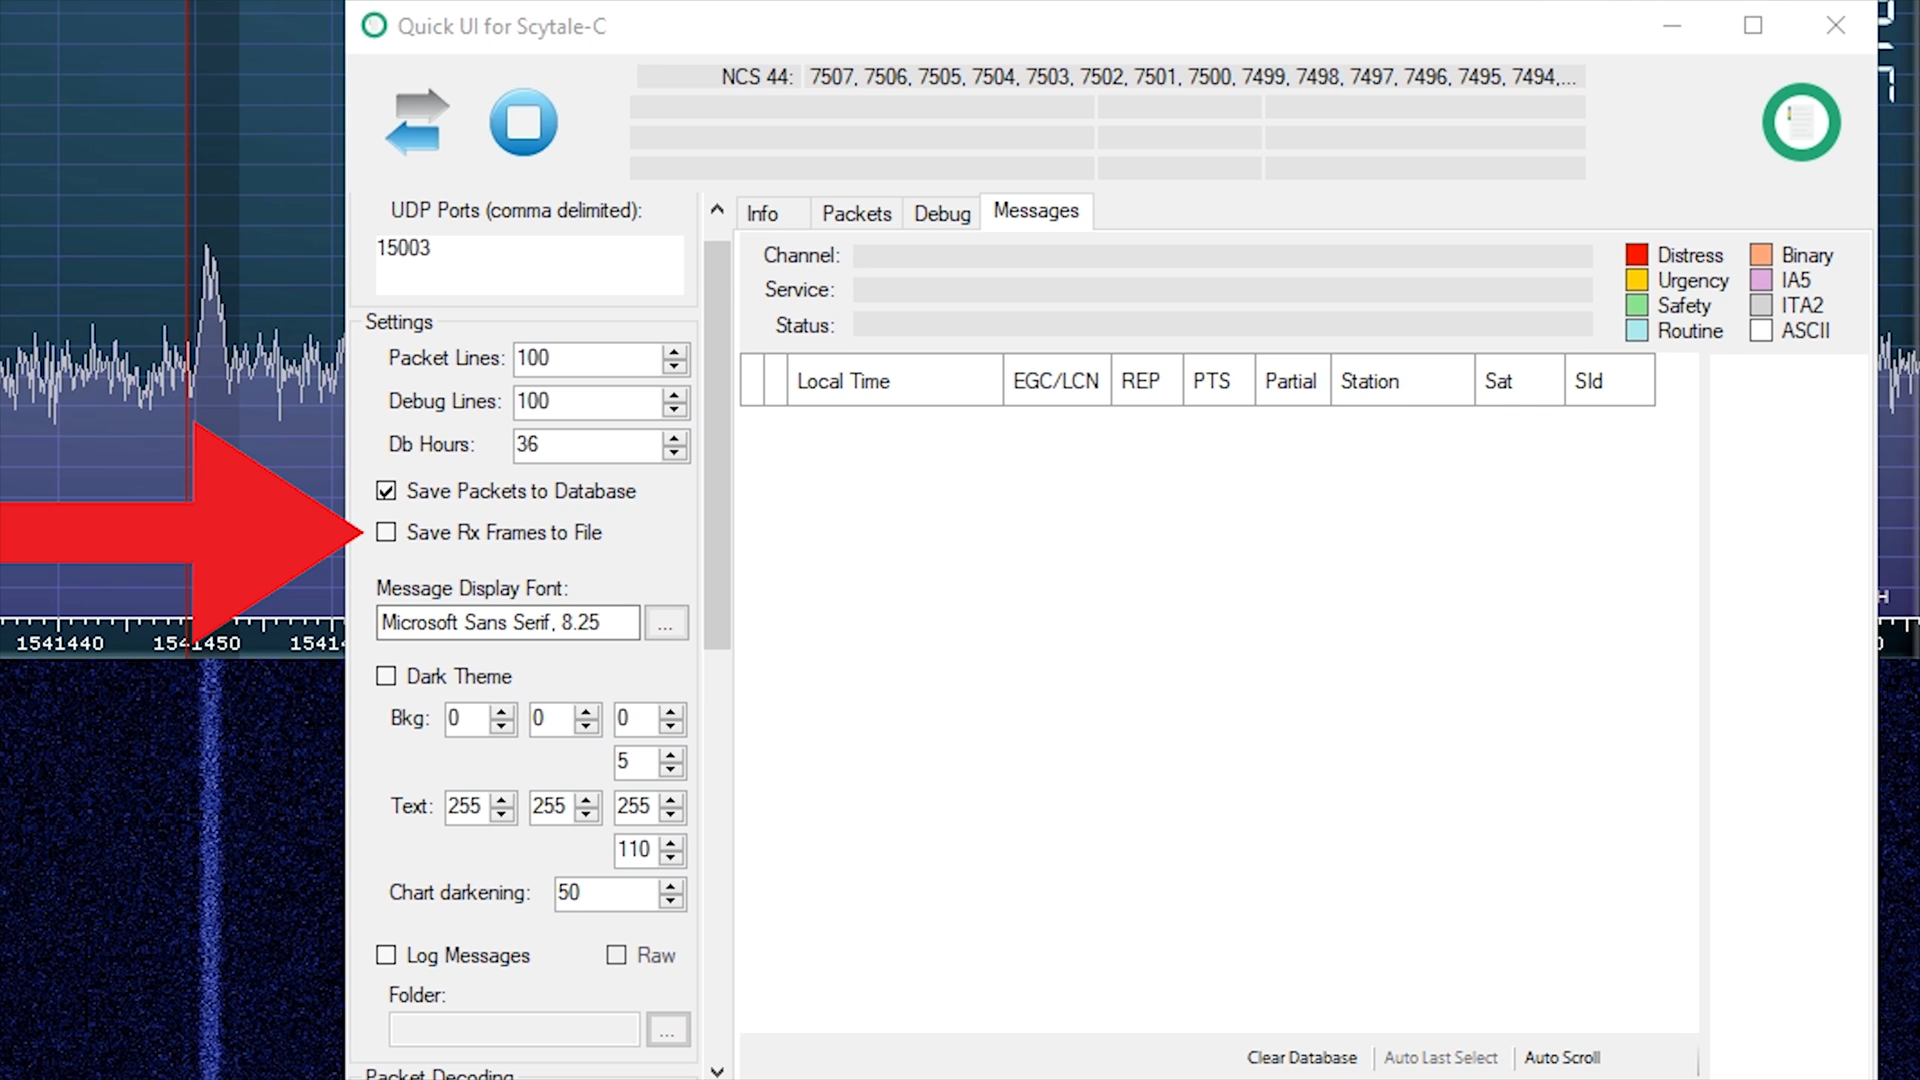 Quick UI for Scytale-C
NCS 44: 7507, 7506, 7505, 7504, 7503, 7502, 7501, 7500, 7499, 7498, 7497, 7496, 7495, 7494,...
UDP Ports (comma delimited):
15003
Settings
Packet Lines: 100
Debug Lines: 100
Db Hours: 36
Save Packets to Database
Save Rx Frames to File
Message Display Font:
Microsoft Sans Serif, 8.25 ...
Dark Theme
Bkg: 0 0 0
5
Text: 255 255 255
110
Chart darkening: 50
Log Messages Raw
Folder:
...
Packet Decoding
Info Packets Debug Messages
Channel:
Service:
Status:
Distress Binary
Urgency IA5
Safety ITA2
Routine ASCII
Local Time EGC/LCN REP PTS Partial Station Sat SId
Clear Database Auto Last Select Auto Scroll
1541440 1541450